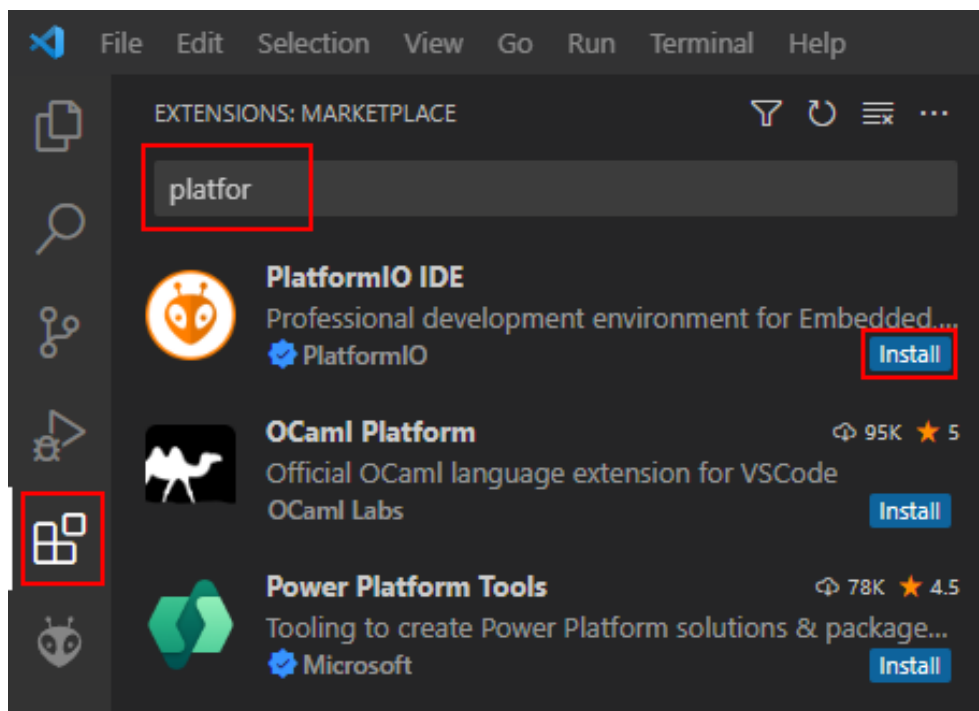 File Edit Selection View Go Run Terminal Help
EXTENSIONS: MARKETPLACE
platfor
PlatformIO IDE
Professional development environment for Embedded,...
PlatformIO
Install
OCaml Platform 95K 5
Official OCaml language extension for VSCode
OCaml Labs
Install
Power Platform Tools 78K 4.5
Tooling to create Power Platform solutions & package...
Microsoft
Install